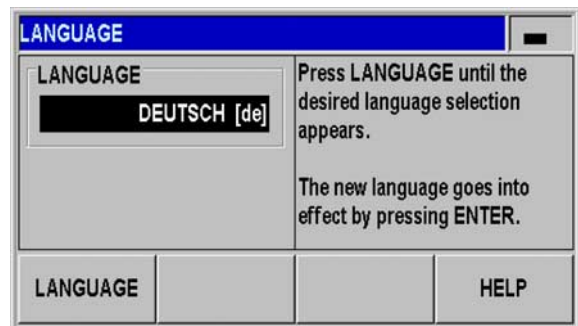 LANGUAGE
LANGUAGE
DEUTSCH [de]
Press LANGUAGE until the
desired language selection
appears.
The new language goes into
effect by pressing ENTER.
LANGUAGE
HELP